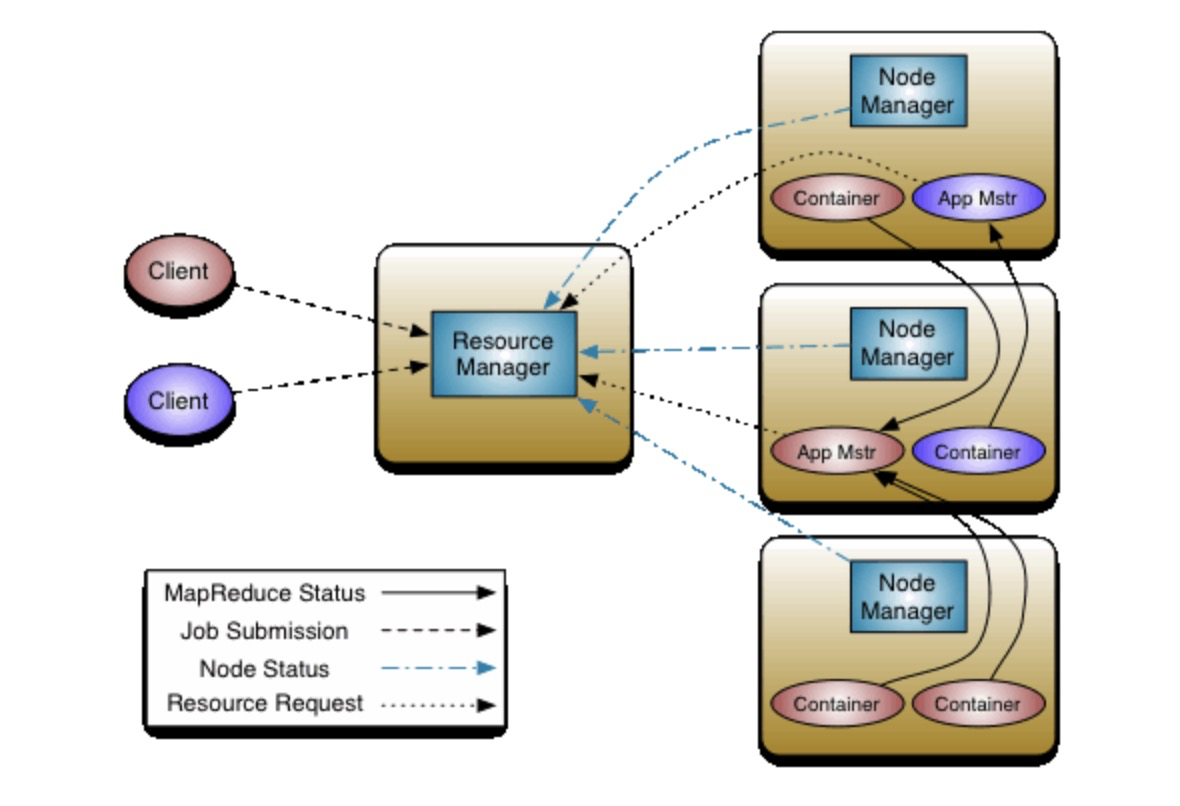 Node
Manager
Container
App Mstr
Client
Client
Resource
Manager
Node
Manager
App Mstr
Container
Node
Manager
Container
Container
MapReduce Status
Job Submission
Node Status
Resource Request